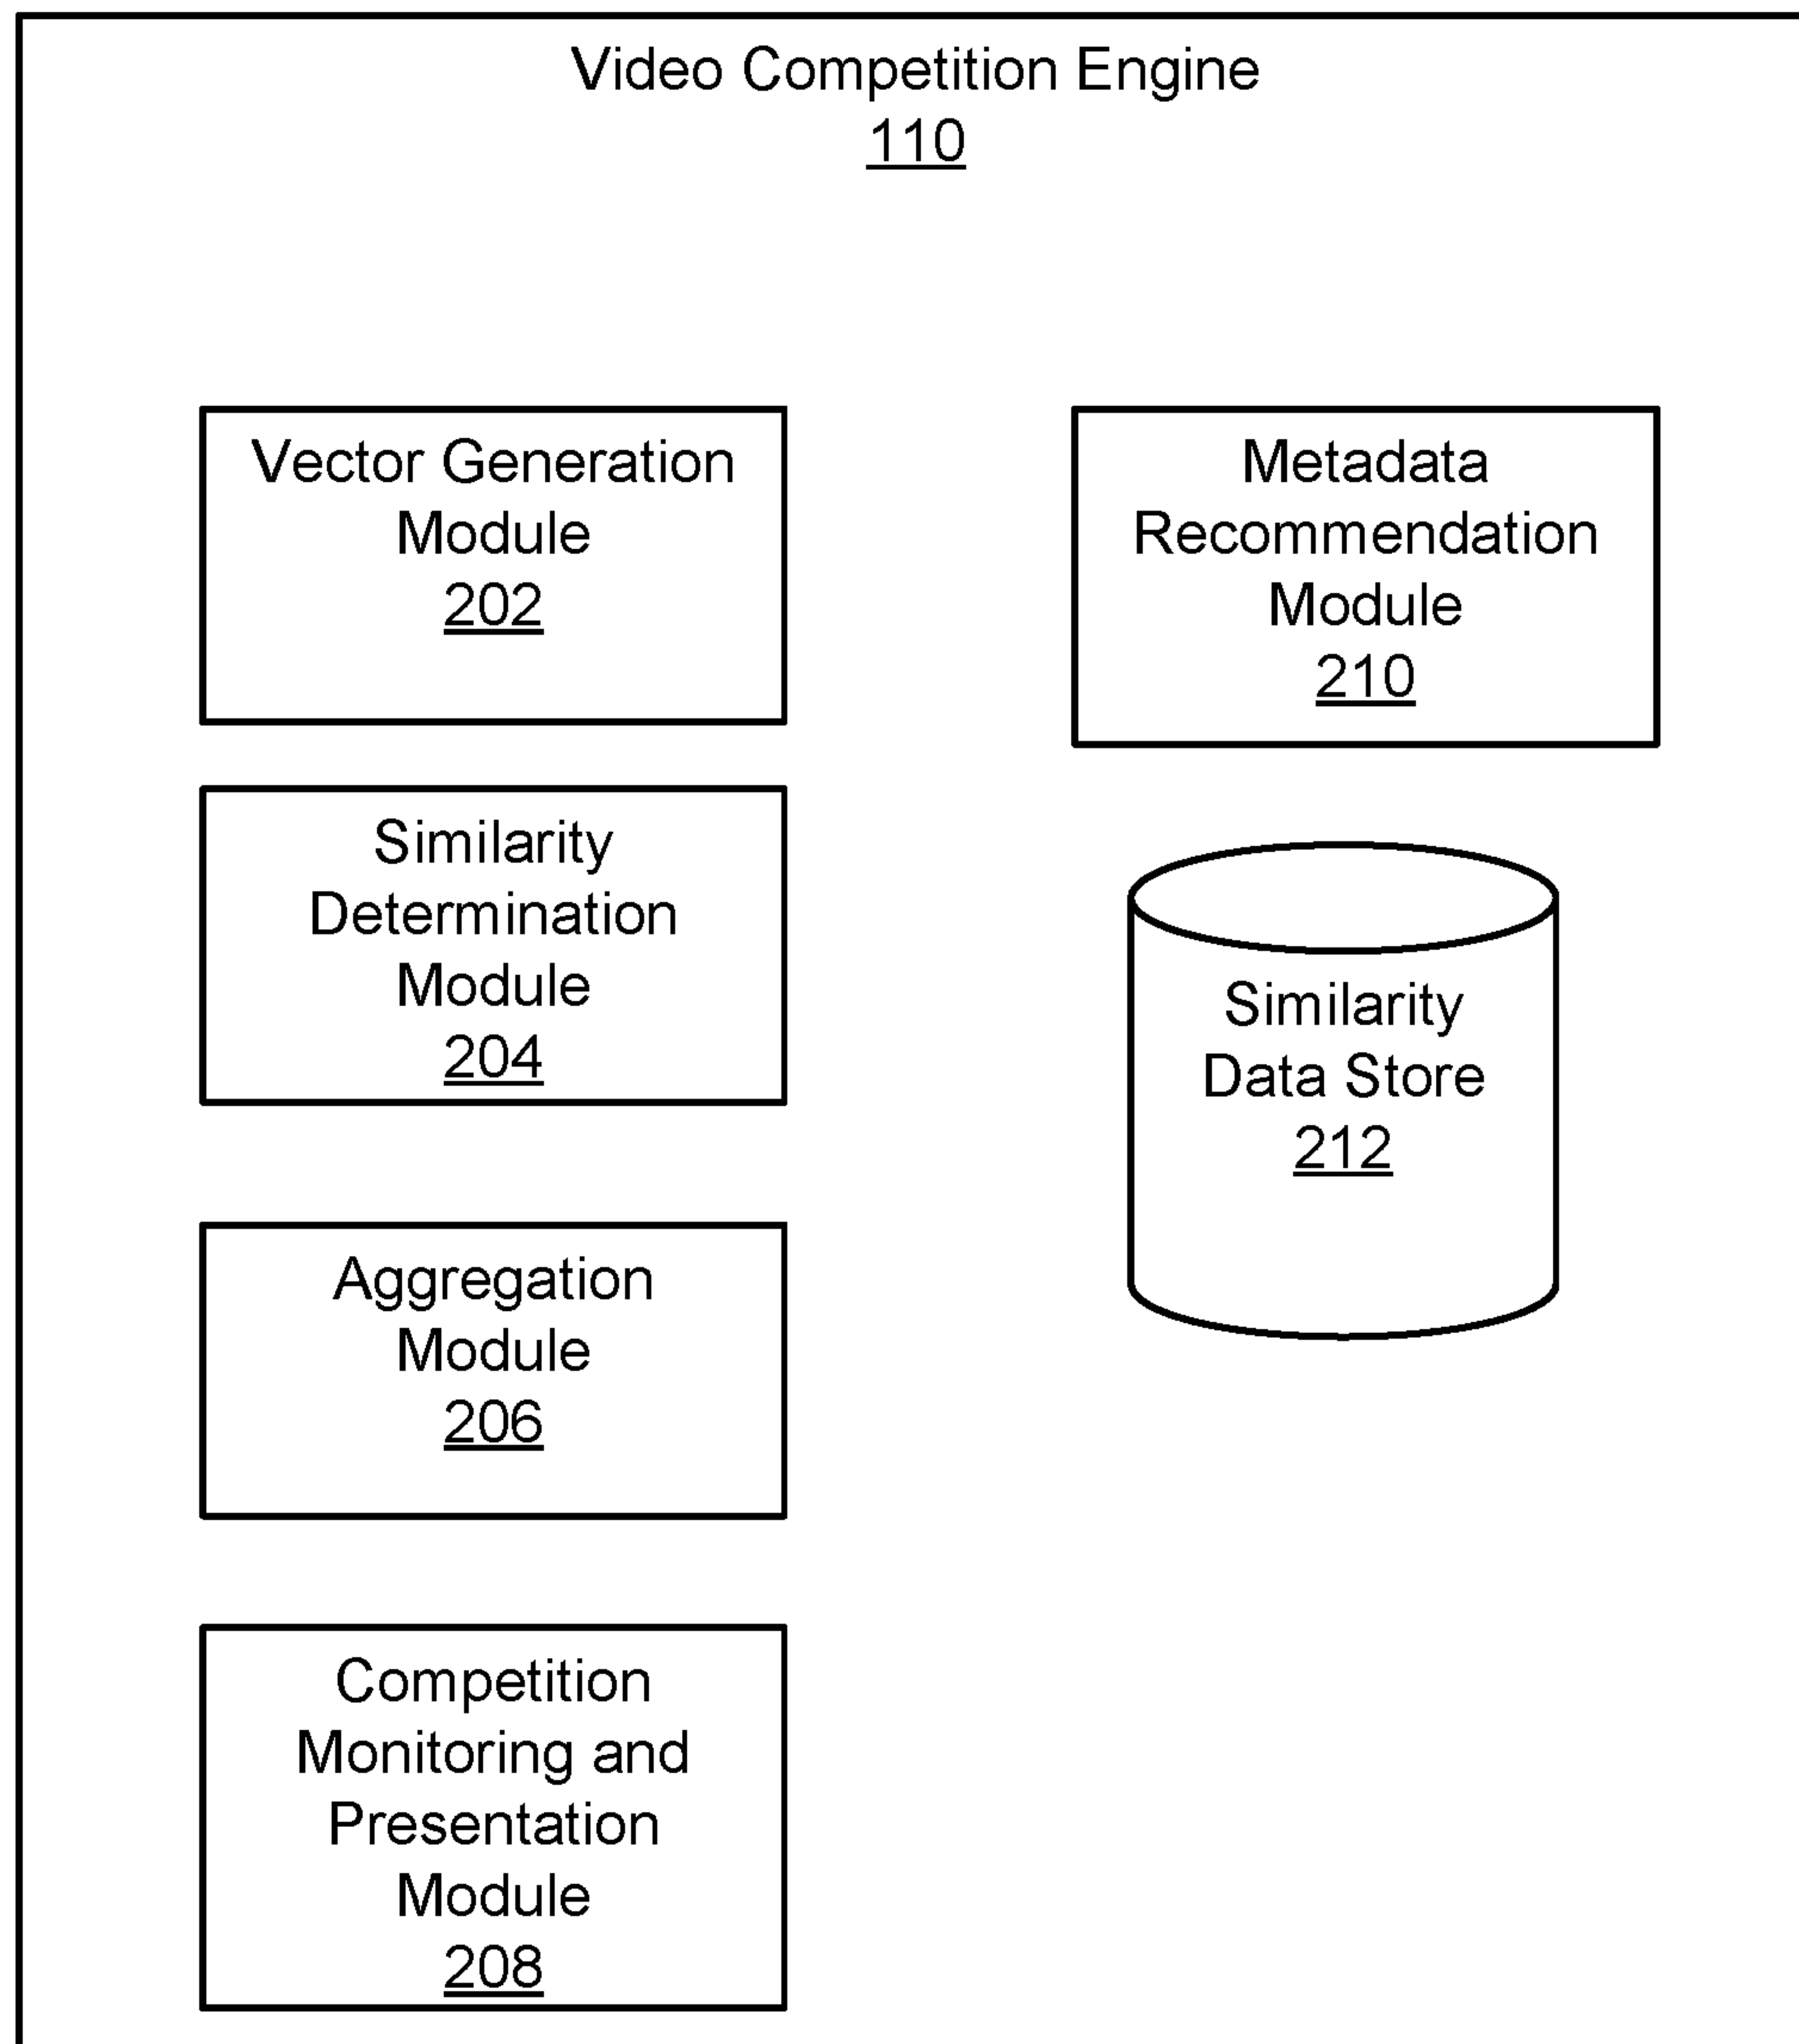 Video Competition Engine
110
Vector Generation
Module
202
Similarity
Determination
Module
204
Aggregation
Module
206
Competition
Monitoring and
Presentation
Module
208
Metadata
Recommendation
Module
210
Similarity
Data Store
212